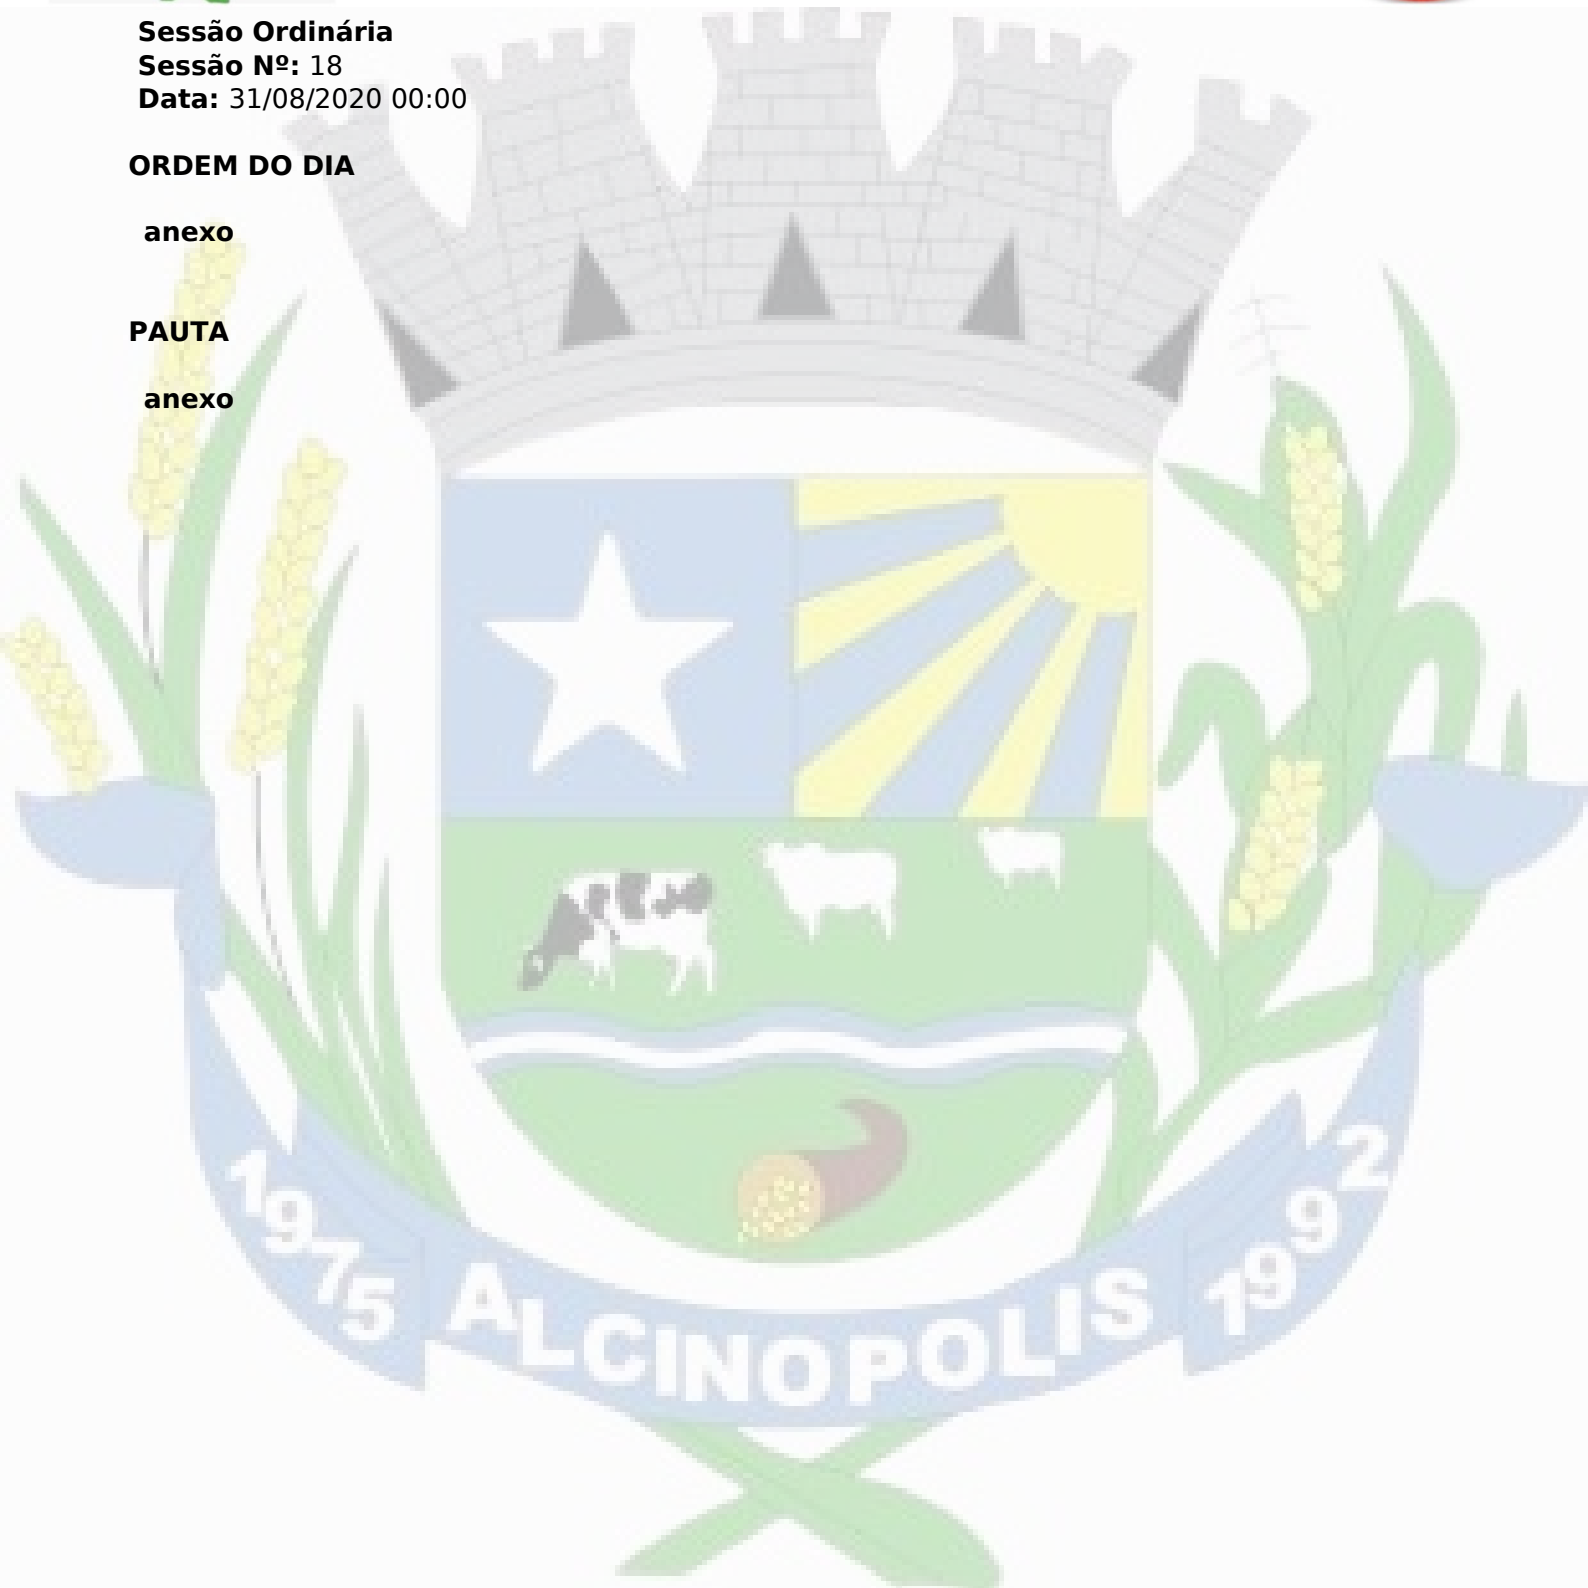 Sessão Ordinária
Sessão Nº: 18
Data: 31/08/2020 00:00
ORDEM DO DIA
anexo
PAUTA
anexo
1975 ALCINOPOLIS 1992